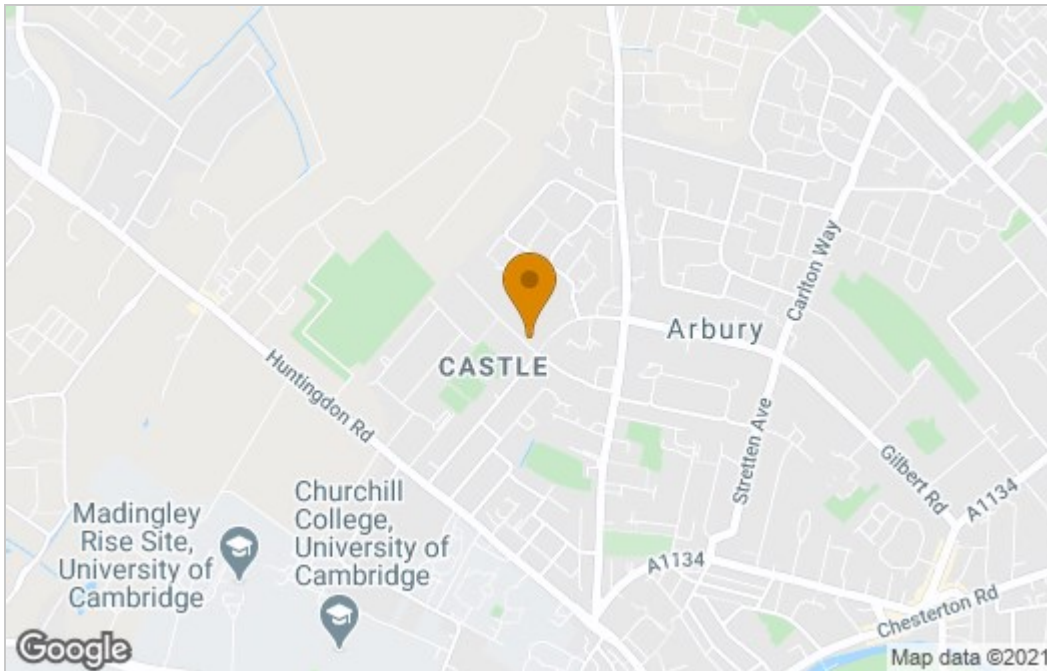 Carlton Way
Arbury
CASTLE
Huntingdon Rd
Stretten Ave
Gilbert Rd
A1134
Madingley
Rise Site,
University of
Cambridge
Churchill
College,
University of
Cambridge
A1134
Chesterton Rd
Google
Map data ©2021